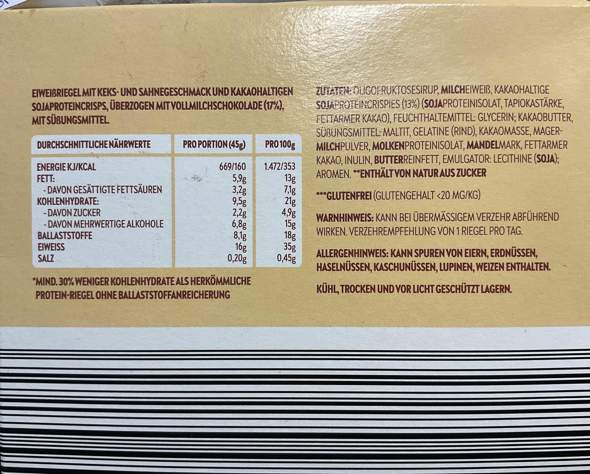 EIWEIßRIEGEL MIT KEKS- UND SAHNEGESCHMACK UND KAKAOHALTIGEN
SOJAPROTEINCRISPS, ÜBERZOGEN MIT VOLLMILCHSCHOKOLADE (17%),
MIT SÜßUNGSMITTEL.
DURCHSCHNITTLICHE NÄHRWERTE PRO PORTION (45g) PRO 100g
ENERGIE KJ/KCAL 669/160 1.472/353
FETT: 5,9g 13g
- DAVON GESÄTTIGTE FETTSÄUREN 3,2g 7,1g
KOHLENHYDRATE: 9,5g 21g
- DAVON ZUCKER 2,2g 4,9g
- DAVON MEHRWERTIGE ALKOHOLE 6,8g 15g
BALLASTSTOFFE 8,1g 18g
EIWEISS 16g 35g
SALZ 0,20g 0,45g
*MIND. 30% WENIGER KOHLENHYDRATE ALS HERKÖMMLICHE
PROTEIN-RIEGEL OHNE BALLASTSTOFFANREICHERUNG
ZUTATEN: OLIGOFRUKTOSESIRUP, MILCHEIWEIß, KAKAOHALTIGE
SOJAPROTEINCRISPIES (13%) (SOJAPROTEINISOLAT, TAPIOKASTÄRKE,
FETTARMER KAKAO), FEUCHTHALTEMITTEL: GLYCERIN; KAKAOBUTTER,
SÜßUNGSMITTEL: MALTIT, GELATINE (RIND), KAKAOMASSE, MAGER-
MILCHPULVER, MOLKENPROTEINISOLAT, MANDELMARK, FETTARMER
KAKAO, INULIN, BUTTERREINFETT, EMULGATOR: LECITHINE (SOJA);
AROMEN. **ENTHÄLT VON NATUR AUS ZUCKER
***GLUTENFREI (GLUTENGEHALT <20 MG/KG)
WARNHINWEIS: KANN BEI ÜBERMÄSSIGEM VERZEHR ABFÜHREND
WIRKEN. VERZEHREMPFEHLUNG VON 1 RIEGEL PRO TAG.
ALLERGENHINWEIS: KANN SPUREN VON EIERN, ERDNÜSSEN,
HASELNÜSSEN, KASCHUNÜSSEN, LUPINEN, WEIZEN ENTHALTEN.
KÜHL, TROCKEN UND VOR LICHT GESCHÜTZT LAGERN.